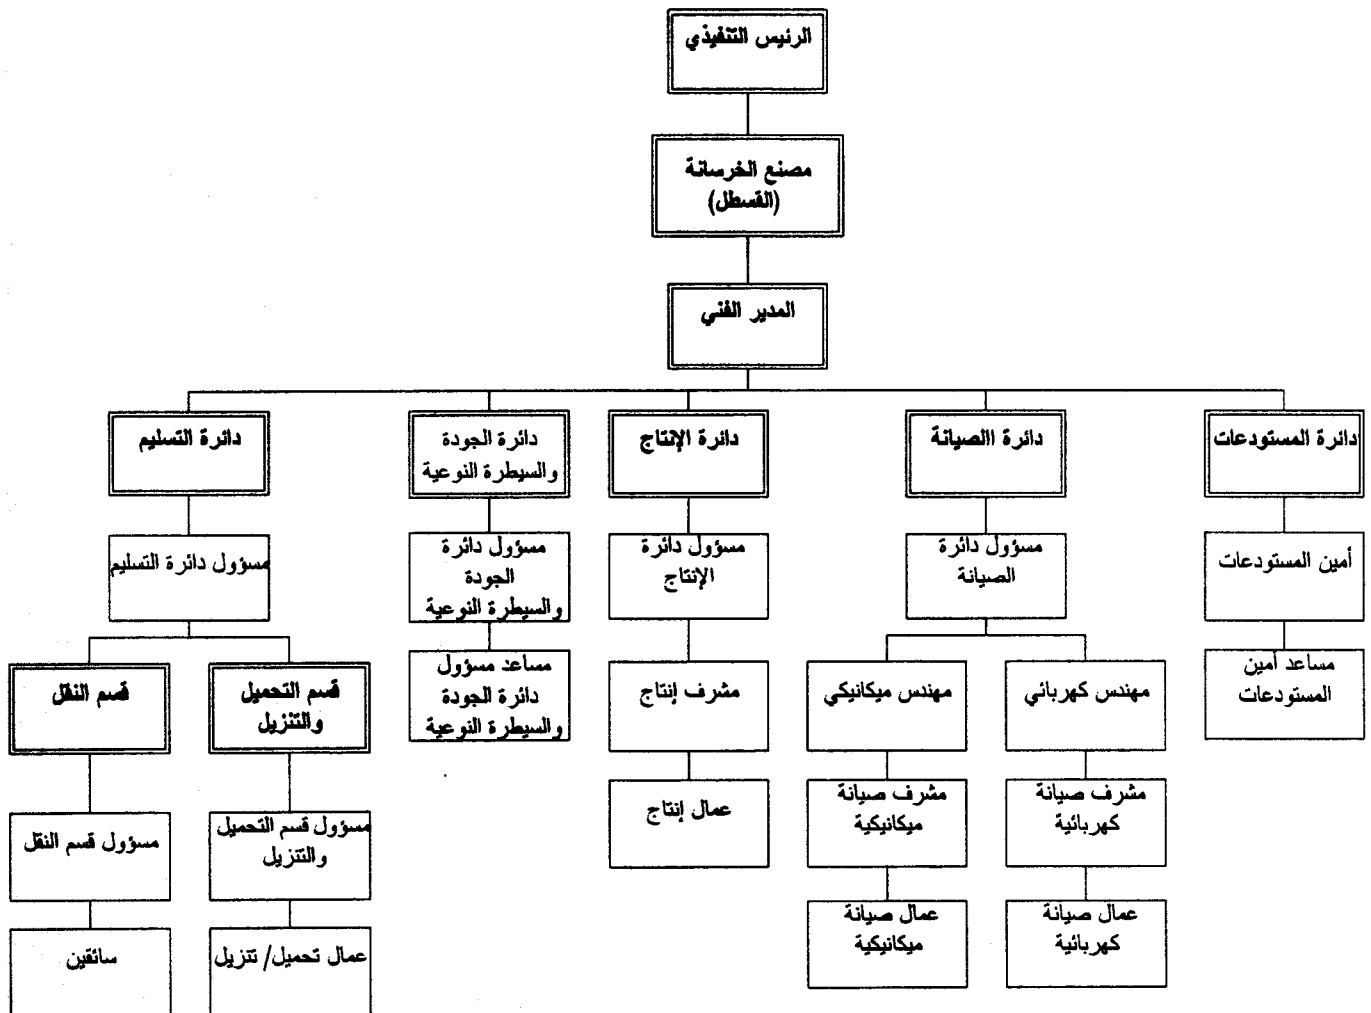 الرئيس التنفيذي
مصنع الخرسانة
(القسطل)
المدير الفني
دائرة المستودعات
دائرة االصيانة
دائرة الإنتاج
دائرة الجودة
والسيطرة النوعية
دائرة التسليم
أمين المستودعات
مسؤول دائرة
الصيانة
مسؤول دائرة
الإنتاج
مسؤول دائرة
الجودة
والسيطرة النوعية
مسؤول دائرة التسليم
مساعد أمين
المستودعات
مهندس كهربائي
مهندس ميكانيكي
مشرف إنتاج
مساعد مسؤول
دائرة الجودة
والسيطرة النوعية
قسم التحميل
والتنزيل
قسم النقل
مشرف صيانة
كهربائية
مشرف صيانة
ميكانيكية
عمال إنتاج
مسؤول قسم التحميل
والتنزيل
مسؤول قسم النقل
عمال صيانة
كهربائية
عمال صيانة
ميكانيكية
عمال تحميل/ تنزيل
سائقين